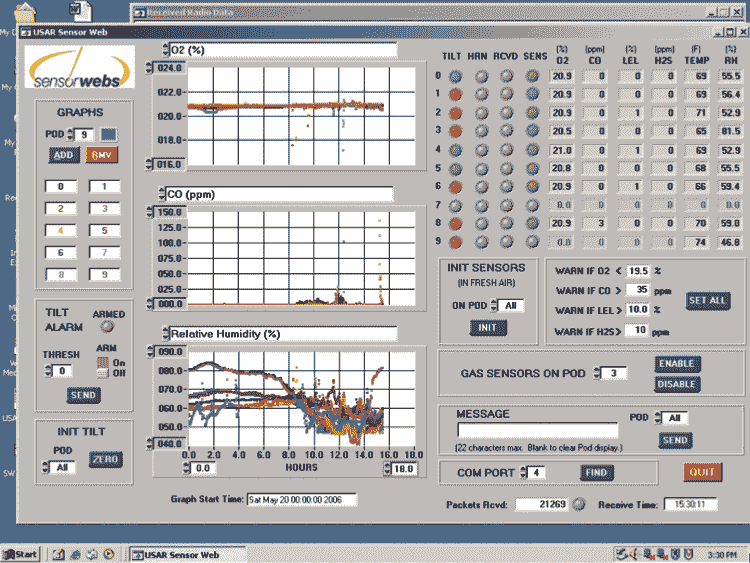 Received Radio Data
USAR Sensor Web
sensorwebs
GRAPHS
POD 9
ADD RMV
0 1
2 3
4 5
6 7
8 9
TILT ALARM ARMED
THRESH ARM
0 On
Off
SEND
INIT TILT
POD
All ZERO
O2 (%)
024.0
022.0
020.0
018.0
016.0
CO (ppm)
150.0
125.0
100.0
075.0
050.0
025.0
000.0
Relative Humidity (%)
090.0
080.0
070.0
060.0
050.0
040.0
0.0 2.0 4.0 6.0 8.0 10.0 12.0 14.0 16.0 18.0
0.0 HOURS 18.0
Graph Start Time: Sat May 20 00:00:00 2006
(%) (ppm) (%) (ppm) (F) (%)
TILT HRN RCVD SENS O2 CO LEL H2S TEMP RH
0 20.9 0 0 0 69 55.5
1 20.9 0 0 0 69 56.4
2 20.9 0 1 0 71 52.9
3 20.5 0 0 0 65 81.5
4 21.0 0 1 0 69 52.9
5 20.8 0 0 0 68 55.5
6 20.9 0 1 0 66 59.4
7 0.0 0 0 0 0 0.0
8 20.9 3 0 0 70 59.0
9 0.0 0 0 0 74 46.8
INIT SENSORS
(IN FRESH AIR)
ON POD All
INIT
WARN IF O2 < 19.5 %
WARN IF CO > 35 ppm
WARN IF LEL> 10.0 %
WARN IF H2S> 10 ppm
SET ALL
GAS SENSORS ON POD 3
ENABLE
DISABLE
MESSAGE POD All
(22 characters max. Blank to clear Pod display.)
SEND
COM PORT 4 FIND QUIT
Packets Rcvd: 21269 Receive Time: 15:30:11
Start USAR Sensor Web 3:30 PM